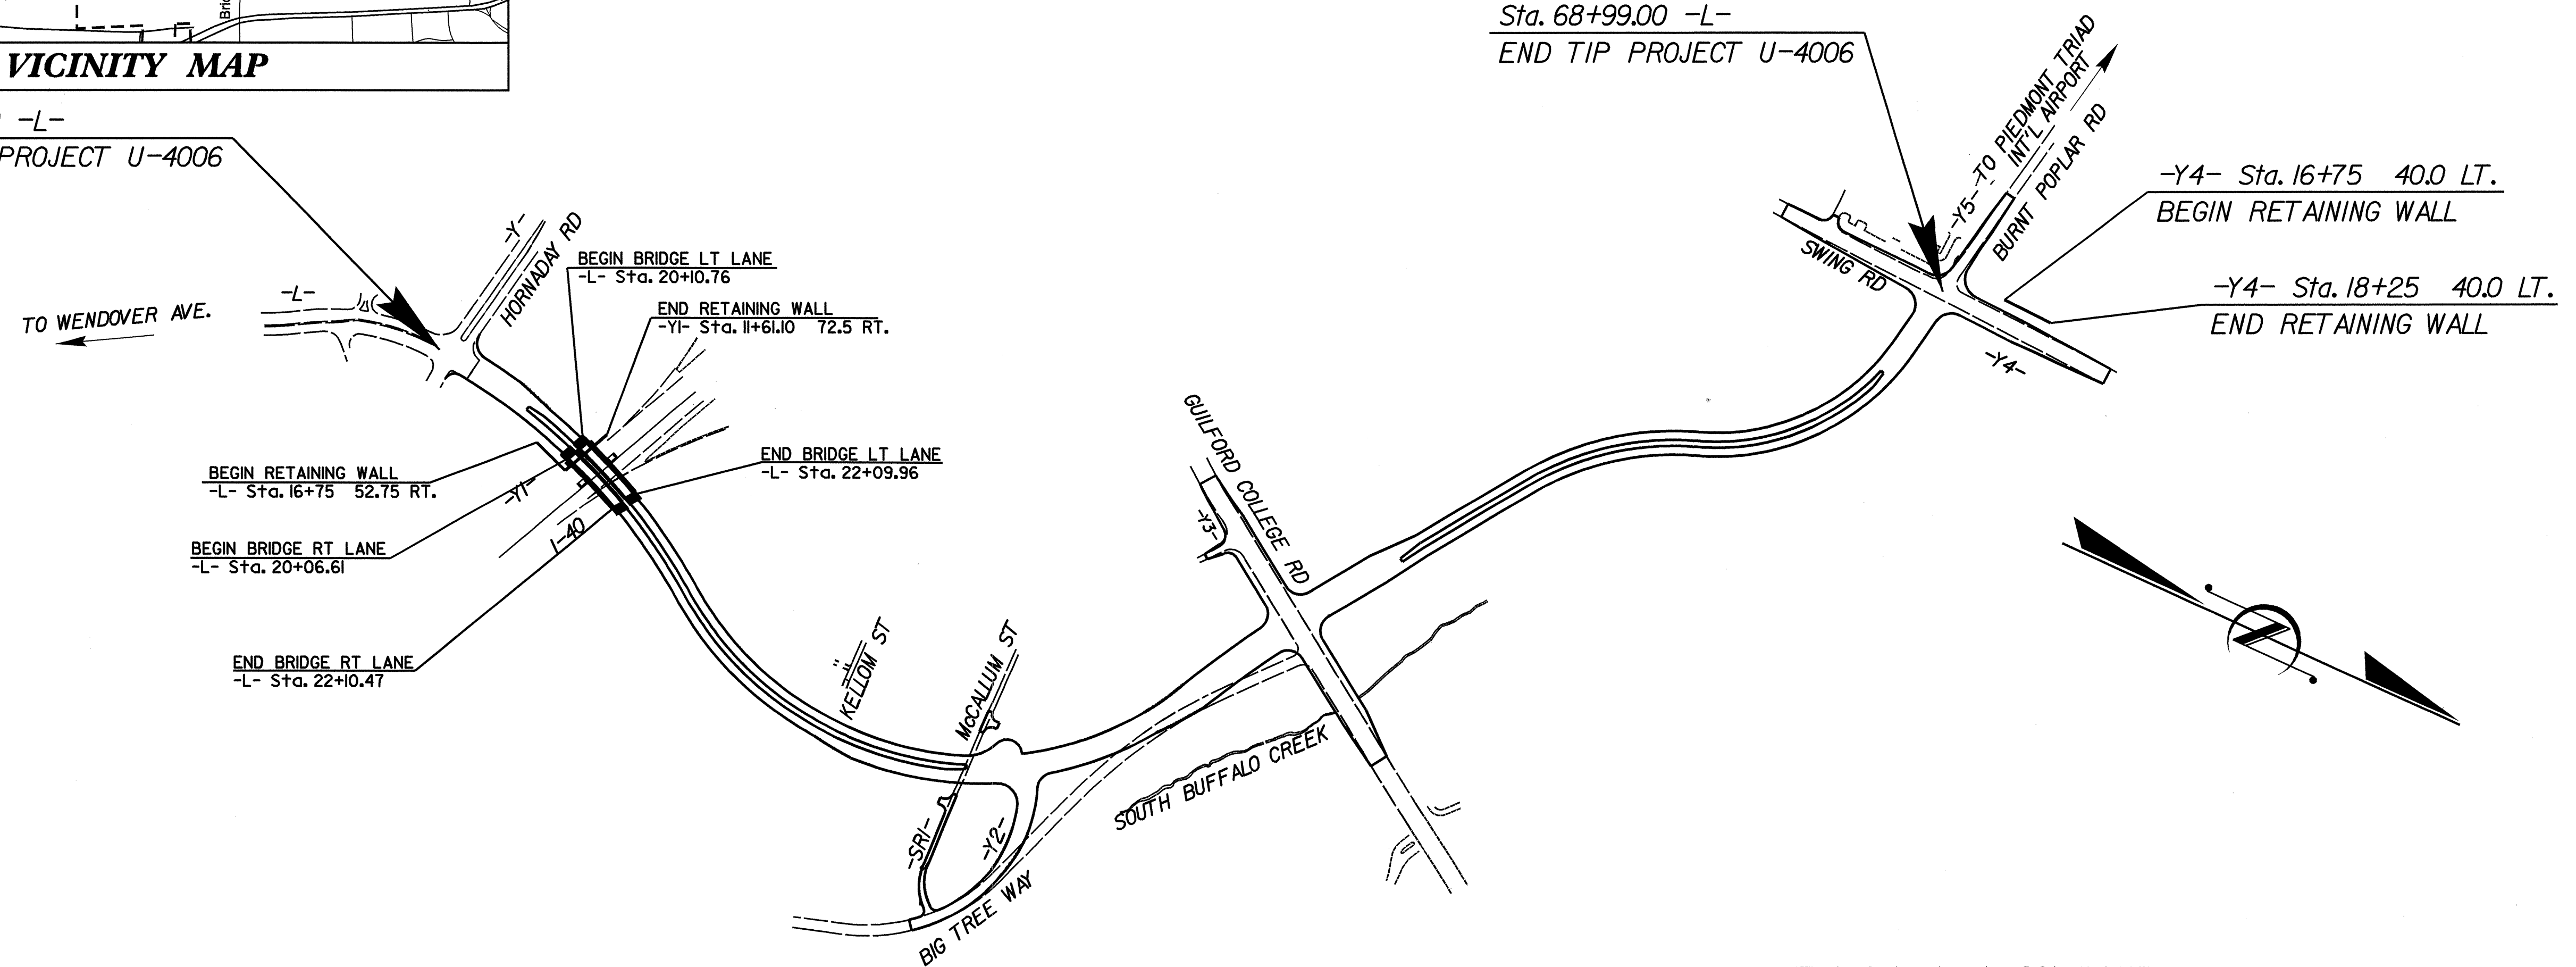 VICINITY MAP
-L-
PROJECT U-4006
-L-
TO WENDOVER AVE.
-Y-
HORNADAY RD
BEGIN BRIDGE LT LANE
-L- Sta. 20+10.76
END RETAINING WALL
-Y1- Sta. 11+61.10 72.5 RT.
END BRIDGE LT LANE
-L- Sta. 22+09.96
BEGIN RETAINING WALL
-L- Sta. 16+75 52.75 RT.
-Y1-
I-40
BEGIN BRIDGE RT LANE
-L- Sta. 20+06.61
END BRIDGE RT LANE
-L- Sta. 22+10.47
KELLOM ST
McCALLUM ST
-SR1-
-Y2-
BIG TREE WAY
SOUTH BUFFALO CREEK
GUILFORD COLLEGE RD
-Y3-
Sta. 68+99.00 -L-
END TIP PROJECT U-4006
SWING RD
-Y5-
TO PIEDMONT TRIAD
INT'L AIRPORT
BURNT POPLAR RD
-Y4- Sta. 16+75 40.0 LT.
BEGIN RETAINING WALL
-Y4- Sta. 18+25 40.0 LT.
END RETAINING WALL
-Y4-